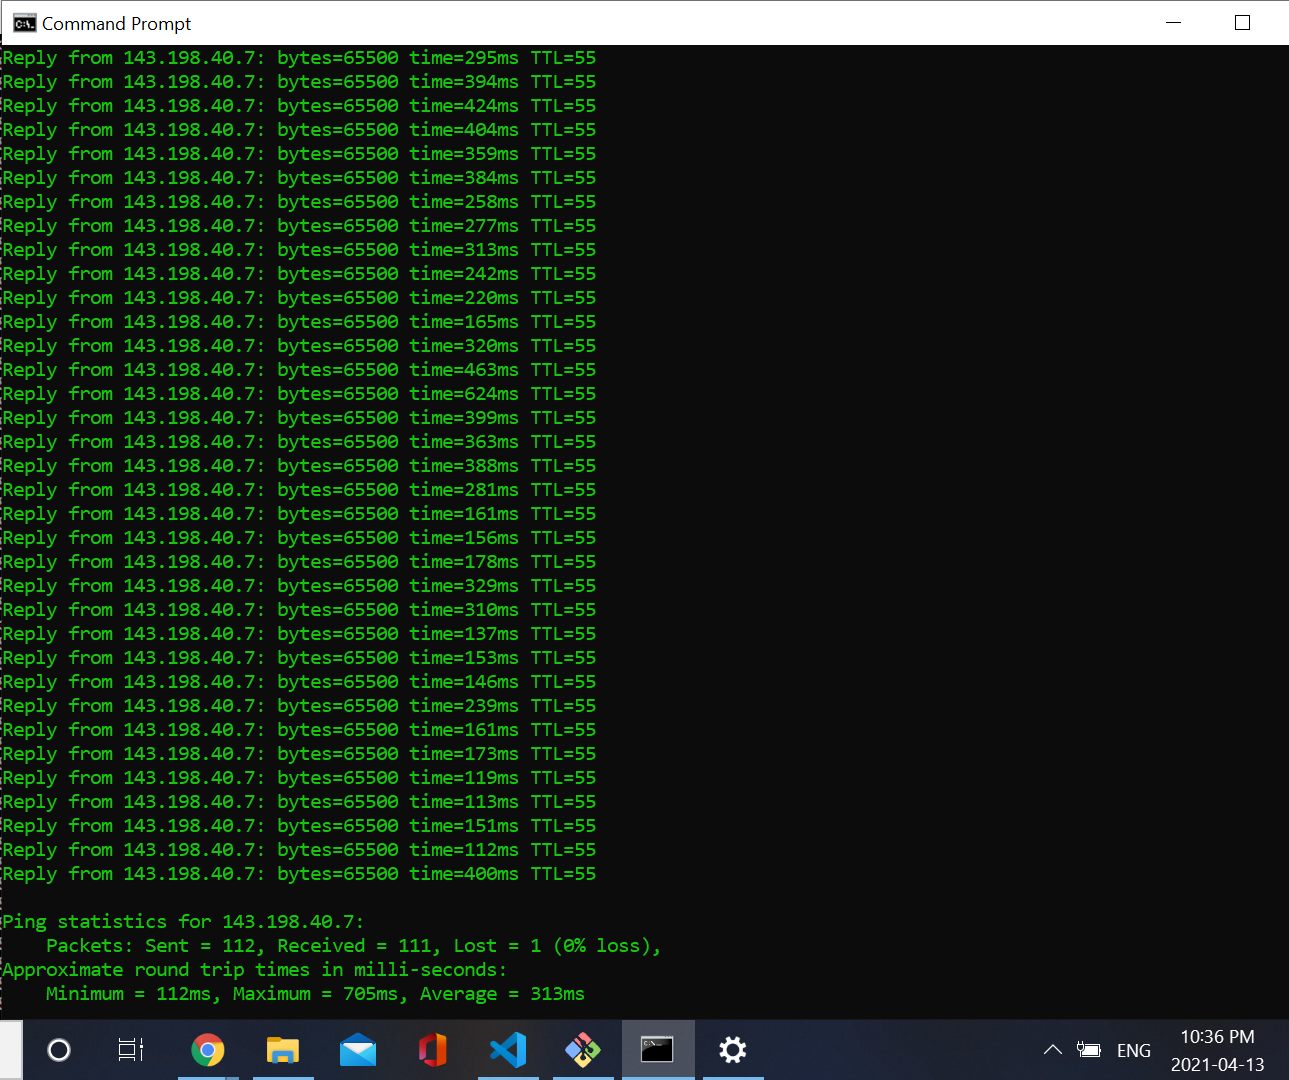 Command Prompt
Reply from 143.198.40.7: bytes=65500 time=295ms TTL=55
Reply from 143.198.40.7: bytes=65500 time=394ms TTL=55
Reply from 143.198.40.7: bytes=65500 time=424ms TTL=55
Reply from 143.198.40.7: bytes=65500 time=404ms TTL=55
Reply from 143.198.40.7: bytes=65500 time=359ms TTL=55
Reply from 143.198.40.7: bytes=65500 time=384ms TTL=55
Reply from 143.198.40.7: bytes=65500 time=258ms TTL=55
Reply from 143.198.40.7: bytes=65500 time=277ms TTL=55
Reply from 143.198.40.7: bytes=65500 time=313ms TTL=55
Reply from 143.198.40.7: bytes=65500 time=242ms TTL=55
Reply from 143.198.40.7: bytes=65500 time=220ms TTL=55
Reply from 143.198.40.7: bytes=65500 time=165ms TTL=55
Reply from 143.198.40.7: bytes=65500 time=320ms TTL=55
Reply from 143.198.40.7: bytes=65500 time=463ms TTL=55
Reply from 143.198.40.7: bytes=65500 time=624ms TTL=55
Reply from 143.198.40.7: bytes=65500 time=399ms TTL=55
Reply from 143.198.40.7: bytes=65500 time=363ms TTL=55
Reply from 143.198.40.7: bytes=65500 time=388ms TTL=55
Reply from 143.198.40.7: bytes=65500 time=281ms TTL=55
Reply from 143.198.40.7: bytes=65500 time=161ms TTL=55
Reply from 143.198.40.7: bytes=65500 time=156ms TTL=55
Reply from 143.198.40.7: bytes=65500 time=178ms TTL=55
Reply from 143.198.40.7: bytes=65500 time=329ms TTL=55
Reply from 143.198.40.7: bytes=65500 time=310ms TTL=55
Reply from 143.198.40.7: bytes=65500 time=137ms TTL=55
Reply from 143.198.40.7: bytes=65500 time=153ms TTL=55
Reply from 143.198.40.7: bytes=65500 time=146ms TTL=55
Reply from 143.198.40.7: bytes=65500 time=239ms TTL=55
Reply from 143.198.40.7: bytes=65500 time=161ms TTL=55
Reply from 143.198.40.7: bytes=65500 time=173ms TTL=55
Reply from 143.198.40.7: bytes=65500 time=119ms TTL=55
Reply from 143.198.40.7: bytes=65500 time=113ms TTL=55
Reply from 143.198.40.7: bytes=65500 time=151ms TTL=55
Reply from 143.198.40.7: bytes=65500 time=112ms TTL=55
Reply from 143.198.40.7: bytes=65500 time=400ms TTL=55
Ping statistics for 143.198.40.7:
Packets: Sent = 112, Received = 111, Lost = 1 (0% loss),
Approximate round trip times in milli-seconds:
Minimum = 112ms, Maximum = 705ms, Average = 313ms
ENG
10:36 PM
2021-04-13